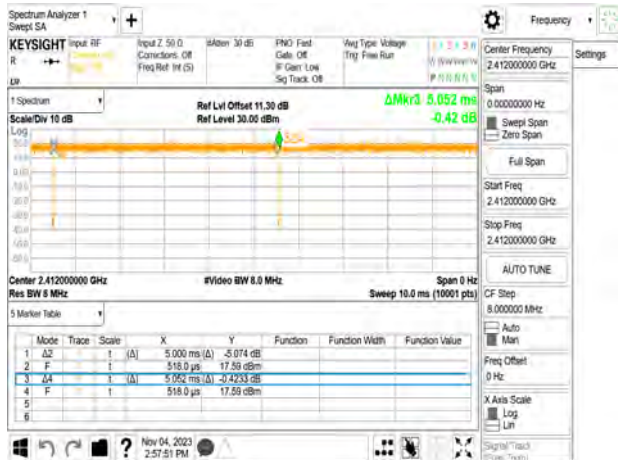 Spectrum Analyzer 1
Swept SA
Frequency
KEYSIGHT Input: RF
Input Z: 50 Ω
#Atten: 30 dB
PNO: Fast
Avg Type: Voltage
Corrections: Off
Gate: Off
Trig: Free Run
Freq Ref: Int (S)
IF Gain: Low
Sig Track: Off
Center Frequency
2.412000000 GHz
Settings
Span
0.00000000 Hz
Swept Span
Zero Span
Full Span
Start Freq
2.412000000 GHz
Stop Freq
2.412000000 GHz
AUTO TUNE
CF Step
8.000000 MHz
Auto
Man
Freq Offset
0 Hz
X Axis Scale
Log
Lin
Signal Track
1 Spectrum
Scale/Div 10 dB
Log
Ref Lvl Offset 11.30 dB
Ref Level 30.00 dBm
ΔMkr3 5.052 ms
-0.42 dB
Center 2.412000000 GHz
Res BW 8 MHz
#Video BW 8.0 MHz
Span 0 Hz
Sweep 10.0 ms (10001 pts)
5 Marker Table
Mode Trace Scale X Y Function Function Width Function Value
1 Δ2 t (Δ) 5.000 ms (Δ) -5.074 dB
2 F t 518.0 µs 17.59 dBm
3 Δ4 t (Δ) 5.052 ms (Δ) -0.4233 dB
4 F t 518.0 µs 17.59 dBm
5
6
Nov 04, 2023
2:57:51 PM